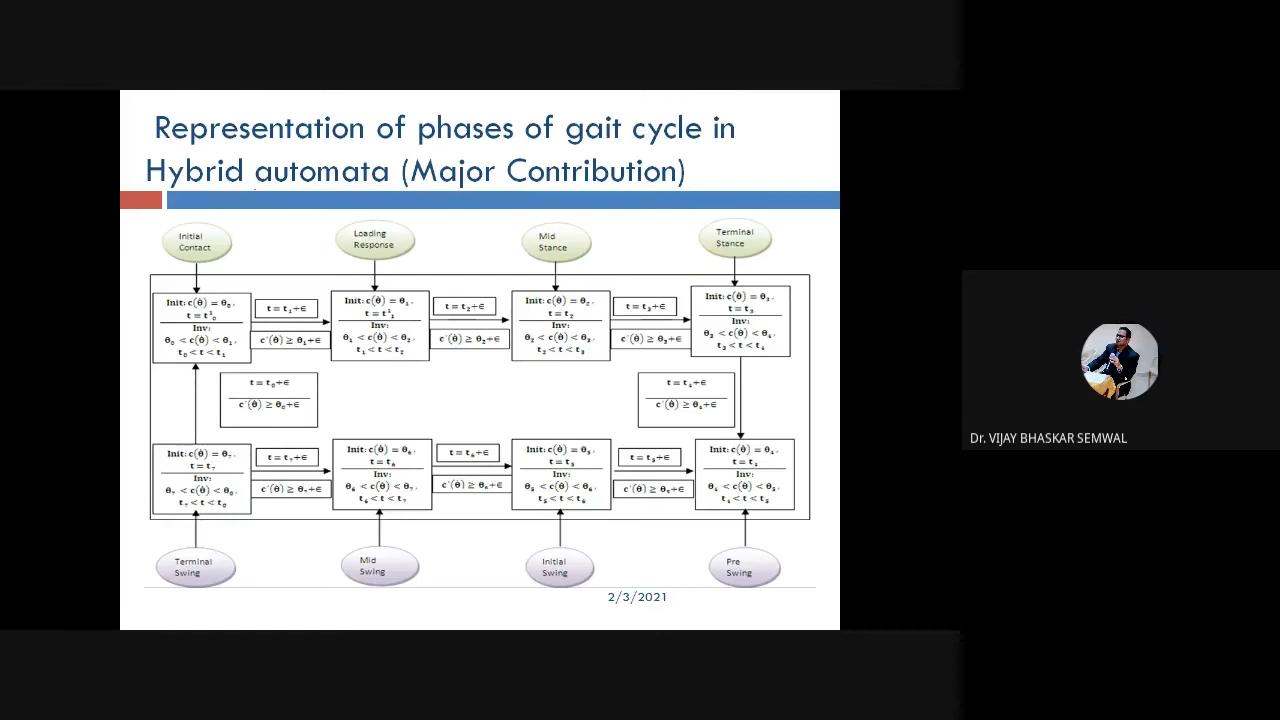 Representation of phases of gait cycle in
Hybrid automata (Major Contribution)
Initial
Contact
Loading
Response
Mid
Stance
Terminal
Stance
Init: c(θ̇) = θ₀,
t = t¹₀
Inv:
θ₀ < c(θ̇) < θ₁,
t₀ < t < t₁
t = t₁+∈
c´(θ̇) ≥ θ₁+∈
Init: c(θ̇) = θ₁,
t = t¹₁
Inv:
θ₁ < c(θ̇) < θ₂,
t₁ < t < t₂
t = t₂+∈
c´(θ̇) ≥ θ₂+∈
Init: c(θ̇) = θ₂,
t = t₂
Inv:
θ₂ < c(θ̇) < θ₃,
t₂ < t < t₃
t = t₃+∈
c´(θ̇) ≥ θ₃+∈
Init: c(θ̇) = θ₃,
t = t₃
Inv:
θ₃ < c(θ̇) < θ₄,
t₃ < t < t₄
t = t₀+∈
c´(θ̇) ≥ θ₀+∈
t = t₄+∈
c´(θ̇) ≥ θ₄+∈
Init: c(θ̇) = θ₇,
t = t₇
Inv:
θ₇ < c(θ̇) < θ₀,
t₇ < t < t₀
t = t₇+∈
c´(θ̇) ≥ θ₇+∈
Init: c(θ̇) = θ₆,
t = t₆
Inv:
θ₆ < c(θ̇) < θ₇,
t₆ < t < t₇
t = t₆+∈
c´(θ̇) ≥ θ₆+∈
Init: c(θ̇) = θ₅,
Inv:
θ₅ < c(θ̇) < θ₆,
t₅ < t < t₆
t = t₅+∈
c´(θ̇) ≥ θ₅+∈
Init: c(θ̇) = θ₄,
t = t₄
Inv:
θ₄ < c(θ̇) < θ₅,
t₄ < t < t₅
Terminal
Swing
Mid
Swing
Initial
Swing
Pre
Swing
2/3/2021
Dr. VIJAY BHASKAR SEMWAL